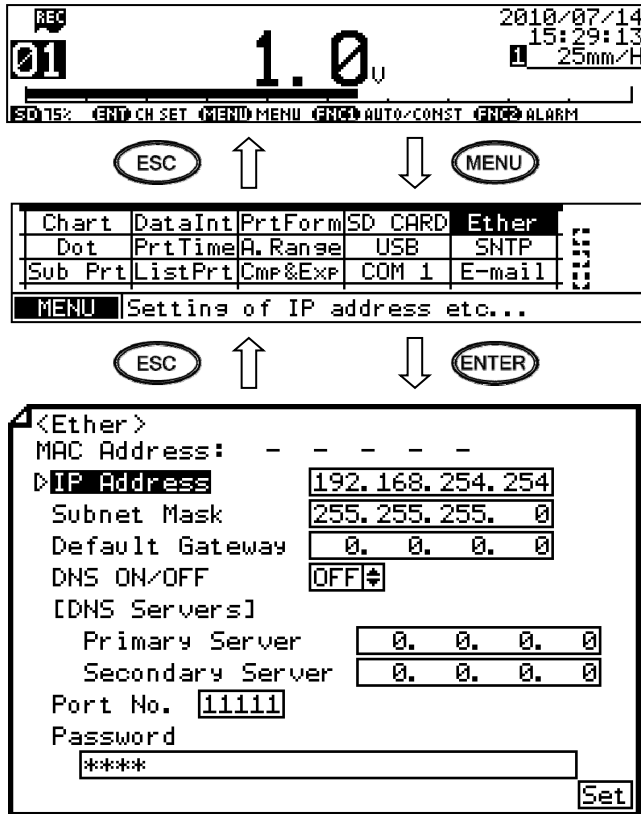 REC 2010/07/14
15:29:13
01 1.0V 1 25mm/H
SD 75% ENT CH SET MENU MENU FNC1 AUTO/CONST FNC2 ALARM
ESC MENU
Chart DataInt PrtForm SD CARD Ether
Dot PrtTime A.Range USB SNTP
Sub Prt ListPrt Cmp&Exp COM 1 E-mail
MENU Setting of IP address etc...
ESC ENTER
<Ether>
MAC Address: - - - - -
IP Address 192.168.254.254
Subnet Mask 255.255.255. 0
Default Gateway 0. 0. 0. 0
DNS ON/OFF OFF
[DNS Servers]
Primary Server 0. 0. 0. 0
Secondary Server 0. 0. 0. 0
Port No. 11111
Password
****
Set